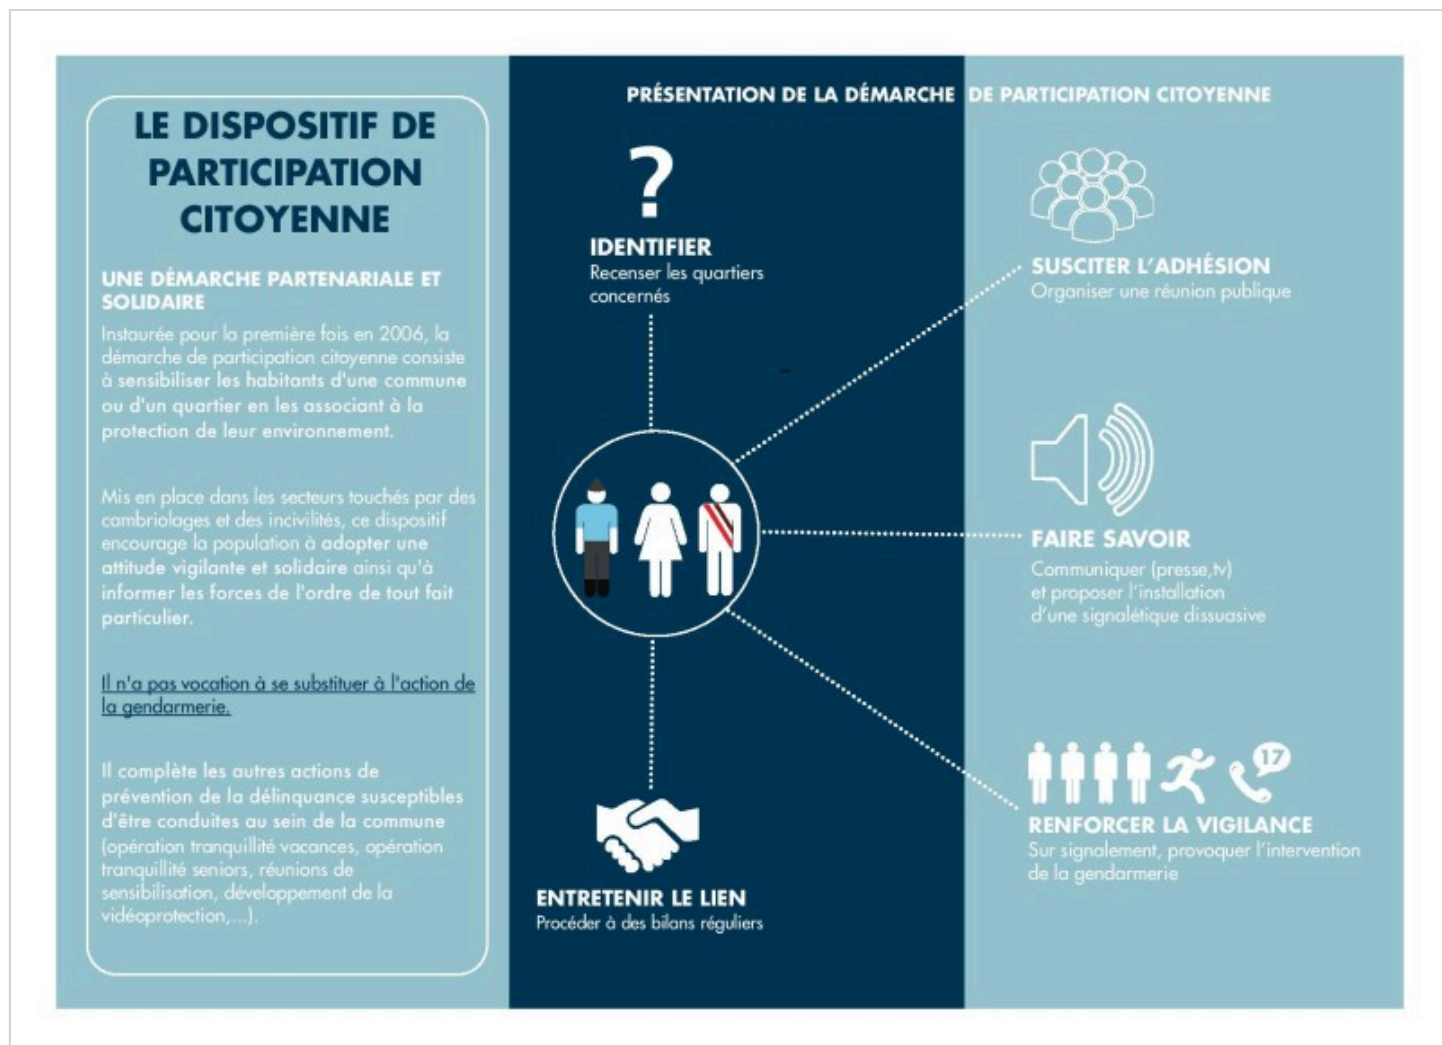 LE DISPOSITIF DE
PARTICIPATION
CITOYENNE
UNE DÉMARCHE PARTENARIALE ET
SOLIDAIRE
Instaurée pour la première fois en 2006, la
démarche de participation citoyenne consiste
à sensibiliser les habitants d'une commune
ou d'un quartier en les associant à la
protection de leur environnement.
Mis en place dans les secteurs touchés par des
cambriolages et des incivilités, ce dispositif
encourage la population à adopter une
attitude vigilante et solidaire ainsi qu'à
informer les forces de l'ordre de tout fait
particulier.
Il n'a pas vocation à se substituer à l'action de
la gendarmerie.
Il complète les autres actions de
prévention de la délinquance susceptibles
d'être conduites au sein de la commune
(opération tranquillité vacances, opération
tranquillité seniors, réunions de
sensibilisation, développement de la
vidéoprotection,...).
PRÉSENTATION DE LA DÉMARCHE DE PARTICIPATION CITOYENNE
?
IDENTIFIER
Recenser les quartiers
concernés
SUSCITER L'ADHÉSION
Organiser une réunion publique
FAIRE SAVOIR
Communiquer (presse,tv)
et proposer l'installation
d'une signalétique dissuasive
17
RENFORCER LA VIGILANCE
Sur signalement, provoquer l'intervention
de la gendarmerie
ENTRETENIR LE LIEN
Procéder à des bilans réguliers